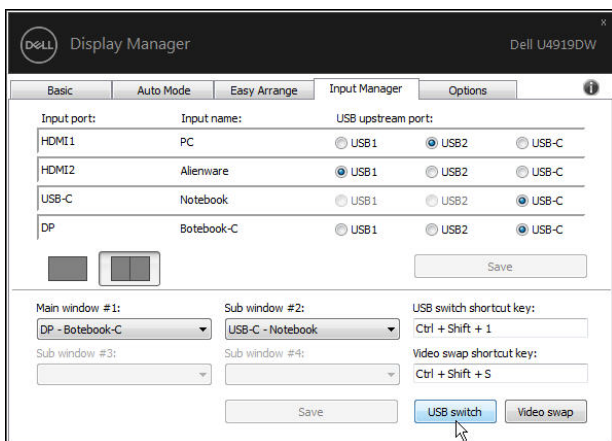 DELL Display Manager Dell U4919DW
x
Basic Auto Mode Easy Arrange Input Manager Options i
Input port: Input name: USB upstream port:
HDMI1 PC USB1 USB2 USB-C
HDMI2 Alienware USB1 USB2 USB-C
USB-C Notebook USB1 USB2 USB-C
DP Botebook-C USB1 USB2 USB-C
Save
Main window #1: Sub window #2: USB switch shortcut key:
DP - Botebook-C USB-C - Notebook Ctrl + Shift + 1
Sub window #3: Sub window #4: Video swap shortcut key:
Ctrl + Shift + S
Save USB switch Video swap